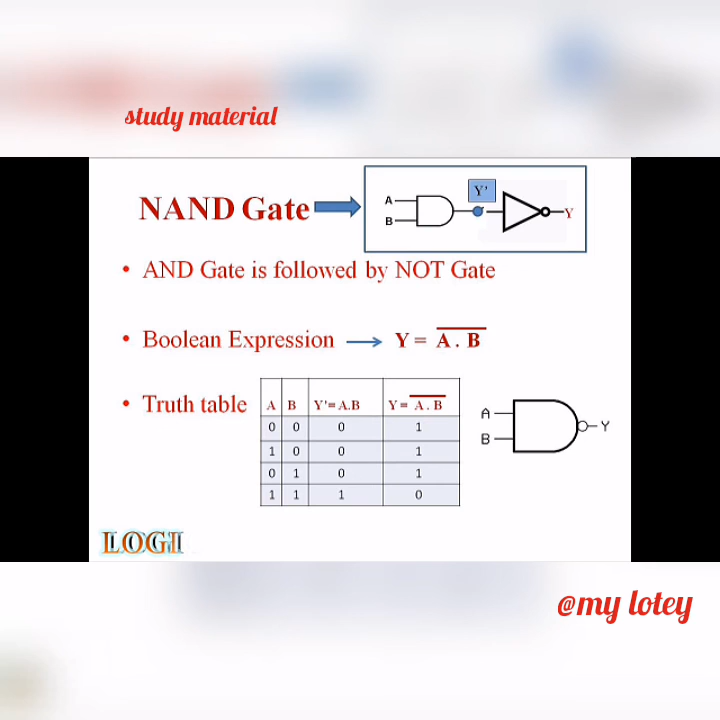 study material
NAND Gate
A
B
Y'
Y
• AND Gate is followed by NOT Gate
• Boolean Expression → Y = A̅ ̅.̅ ̅B̅
• Truth table
A B Y'= A.B Y= A̅ ̅.̅ ̅B̅
0 0 0 1
1 0 0 1
0 1 0 1
1 1 1 0
A
B
Y
LOGI
@my lotey